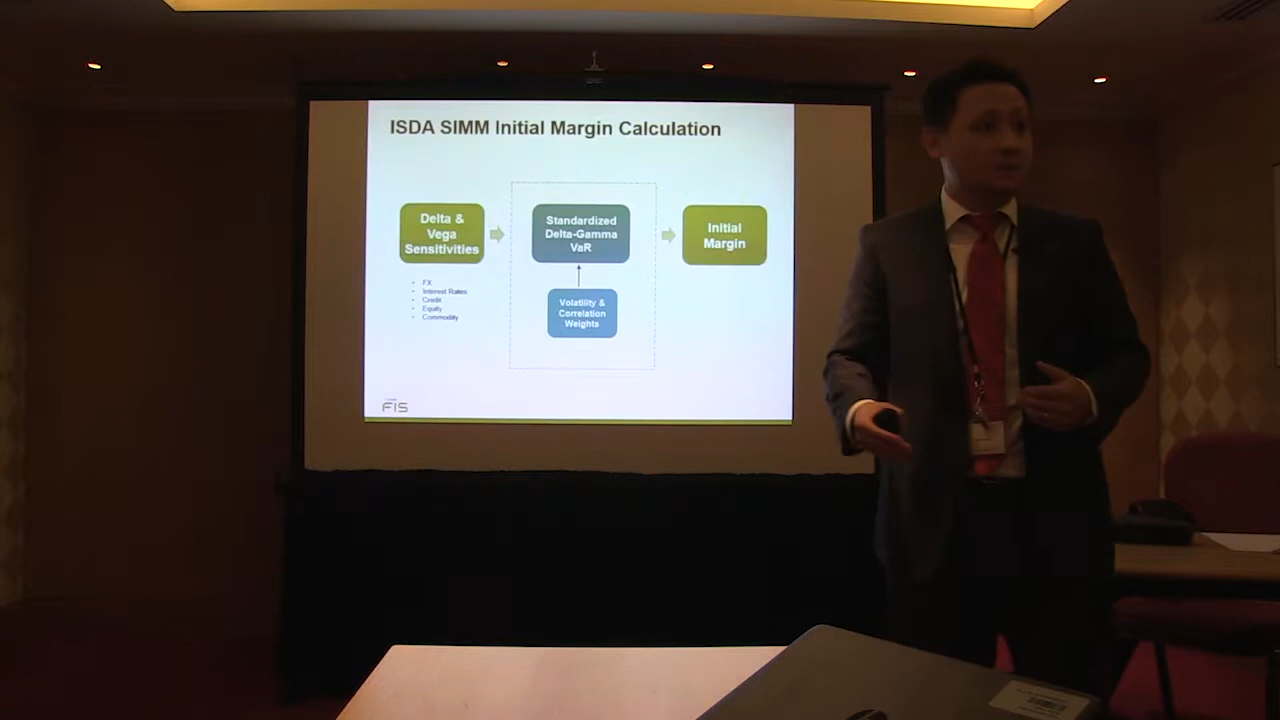 ISDA SIMM Initial Margin Calculation
Delta &
Vega
Sensitivities
Standardized
Delta-Gamma
VaR
Initial
Margin
• FX
• Interest Rates
• Credit
• Equity
• Commodity
Volatility &
Correlation
Weights
FIS